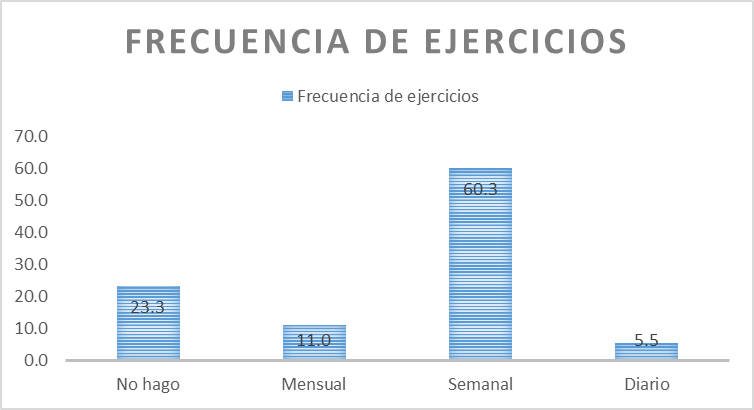 FRECUENCIA DE EJERCICIOS
Frecuencia de ejercicios
70.0
60.0
50.0
40.0
30.0
20.0
10.0
0.0
23.3
11.0
60.3
5.5
No hago
Mensual
Semanal
Diario